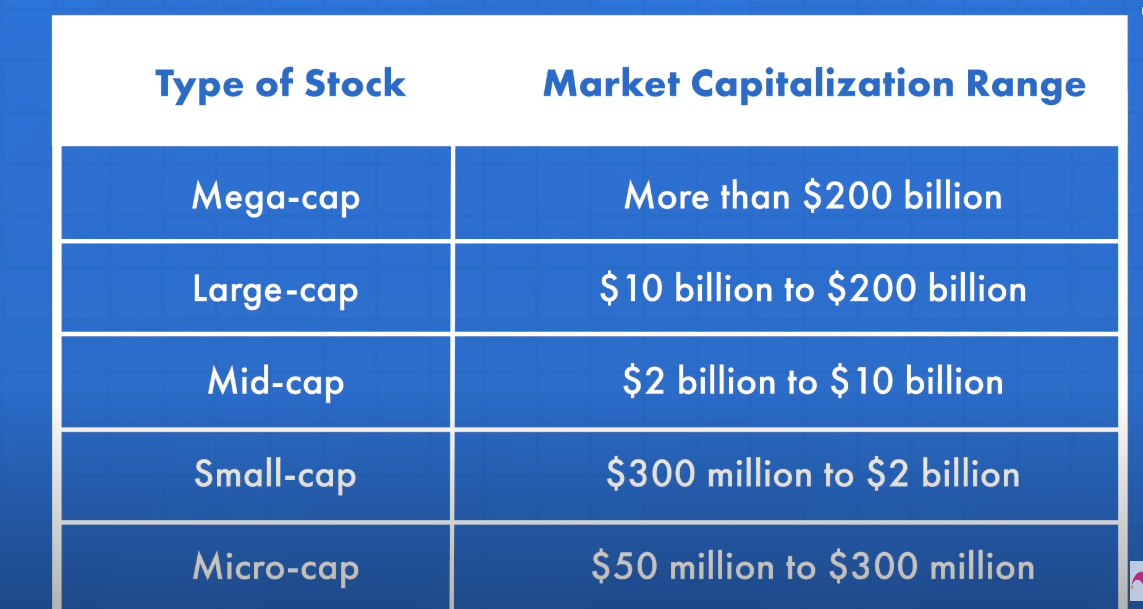 Type of Stock Market Capitalization Range
Mega-cap More than $200 billion
Large-cap $10 billion to $200 billion
Mid-cap $2 billion to $10 billion
Small-cap $300 million to $2 billion
Micro-cap $50 million to $300 million